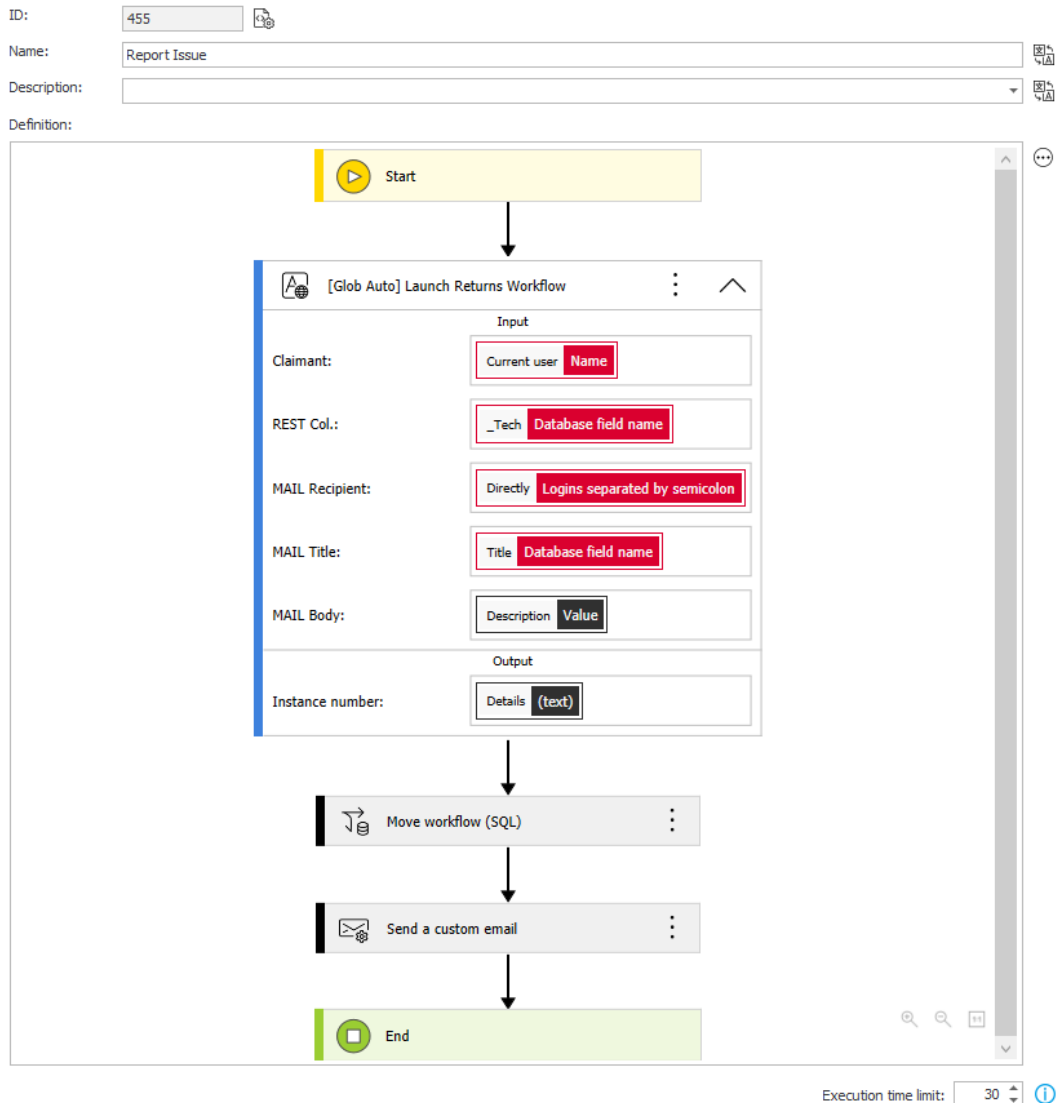 ID: 455
Name: Report Issue
Description:
Definition:
Start
[Glob Auto] Launch Returns Workflow
Input
Claimant: Current user Name
REST Col.: _Tech Database field name
MAIL Recipient: Directly Logins separated by semicolon
MAIL Title: Title Database field name
MAIL Body: Description Value
Output
Instance number: Details (text)
Move workflow (SQL)
Send a custom email
End
Execution time limit: 30